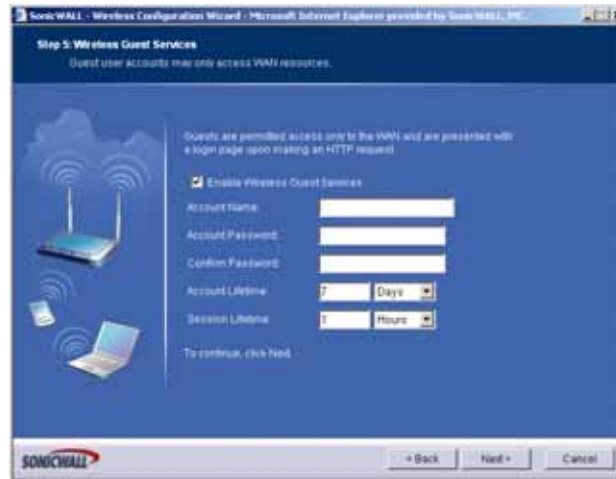 SonicWALL - Wireless Configuration Wizard - Microsoft Internet Explorer provided by SonicWALL, INC.
Step 5: Wireless Guest Services
Guest user accounts may only access WAN resources.
Guests are permitted access only to the WAN and are presented with
a login page upon making an HTTP request.
Enable Wireless Guest Services
Account Name:
Account Password:
Confirm Password:
Account Lifetime: 7 Days
Session Lifetime: 1 Hours
To continue, click Next.
SONICWALL
< Back Next > Cancel